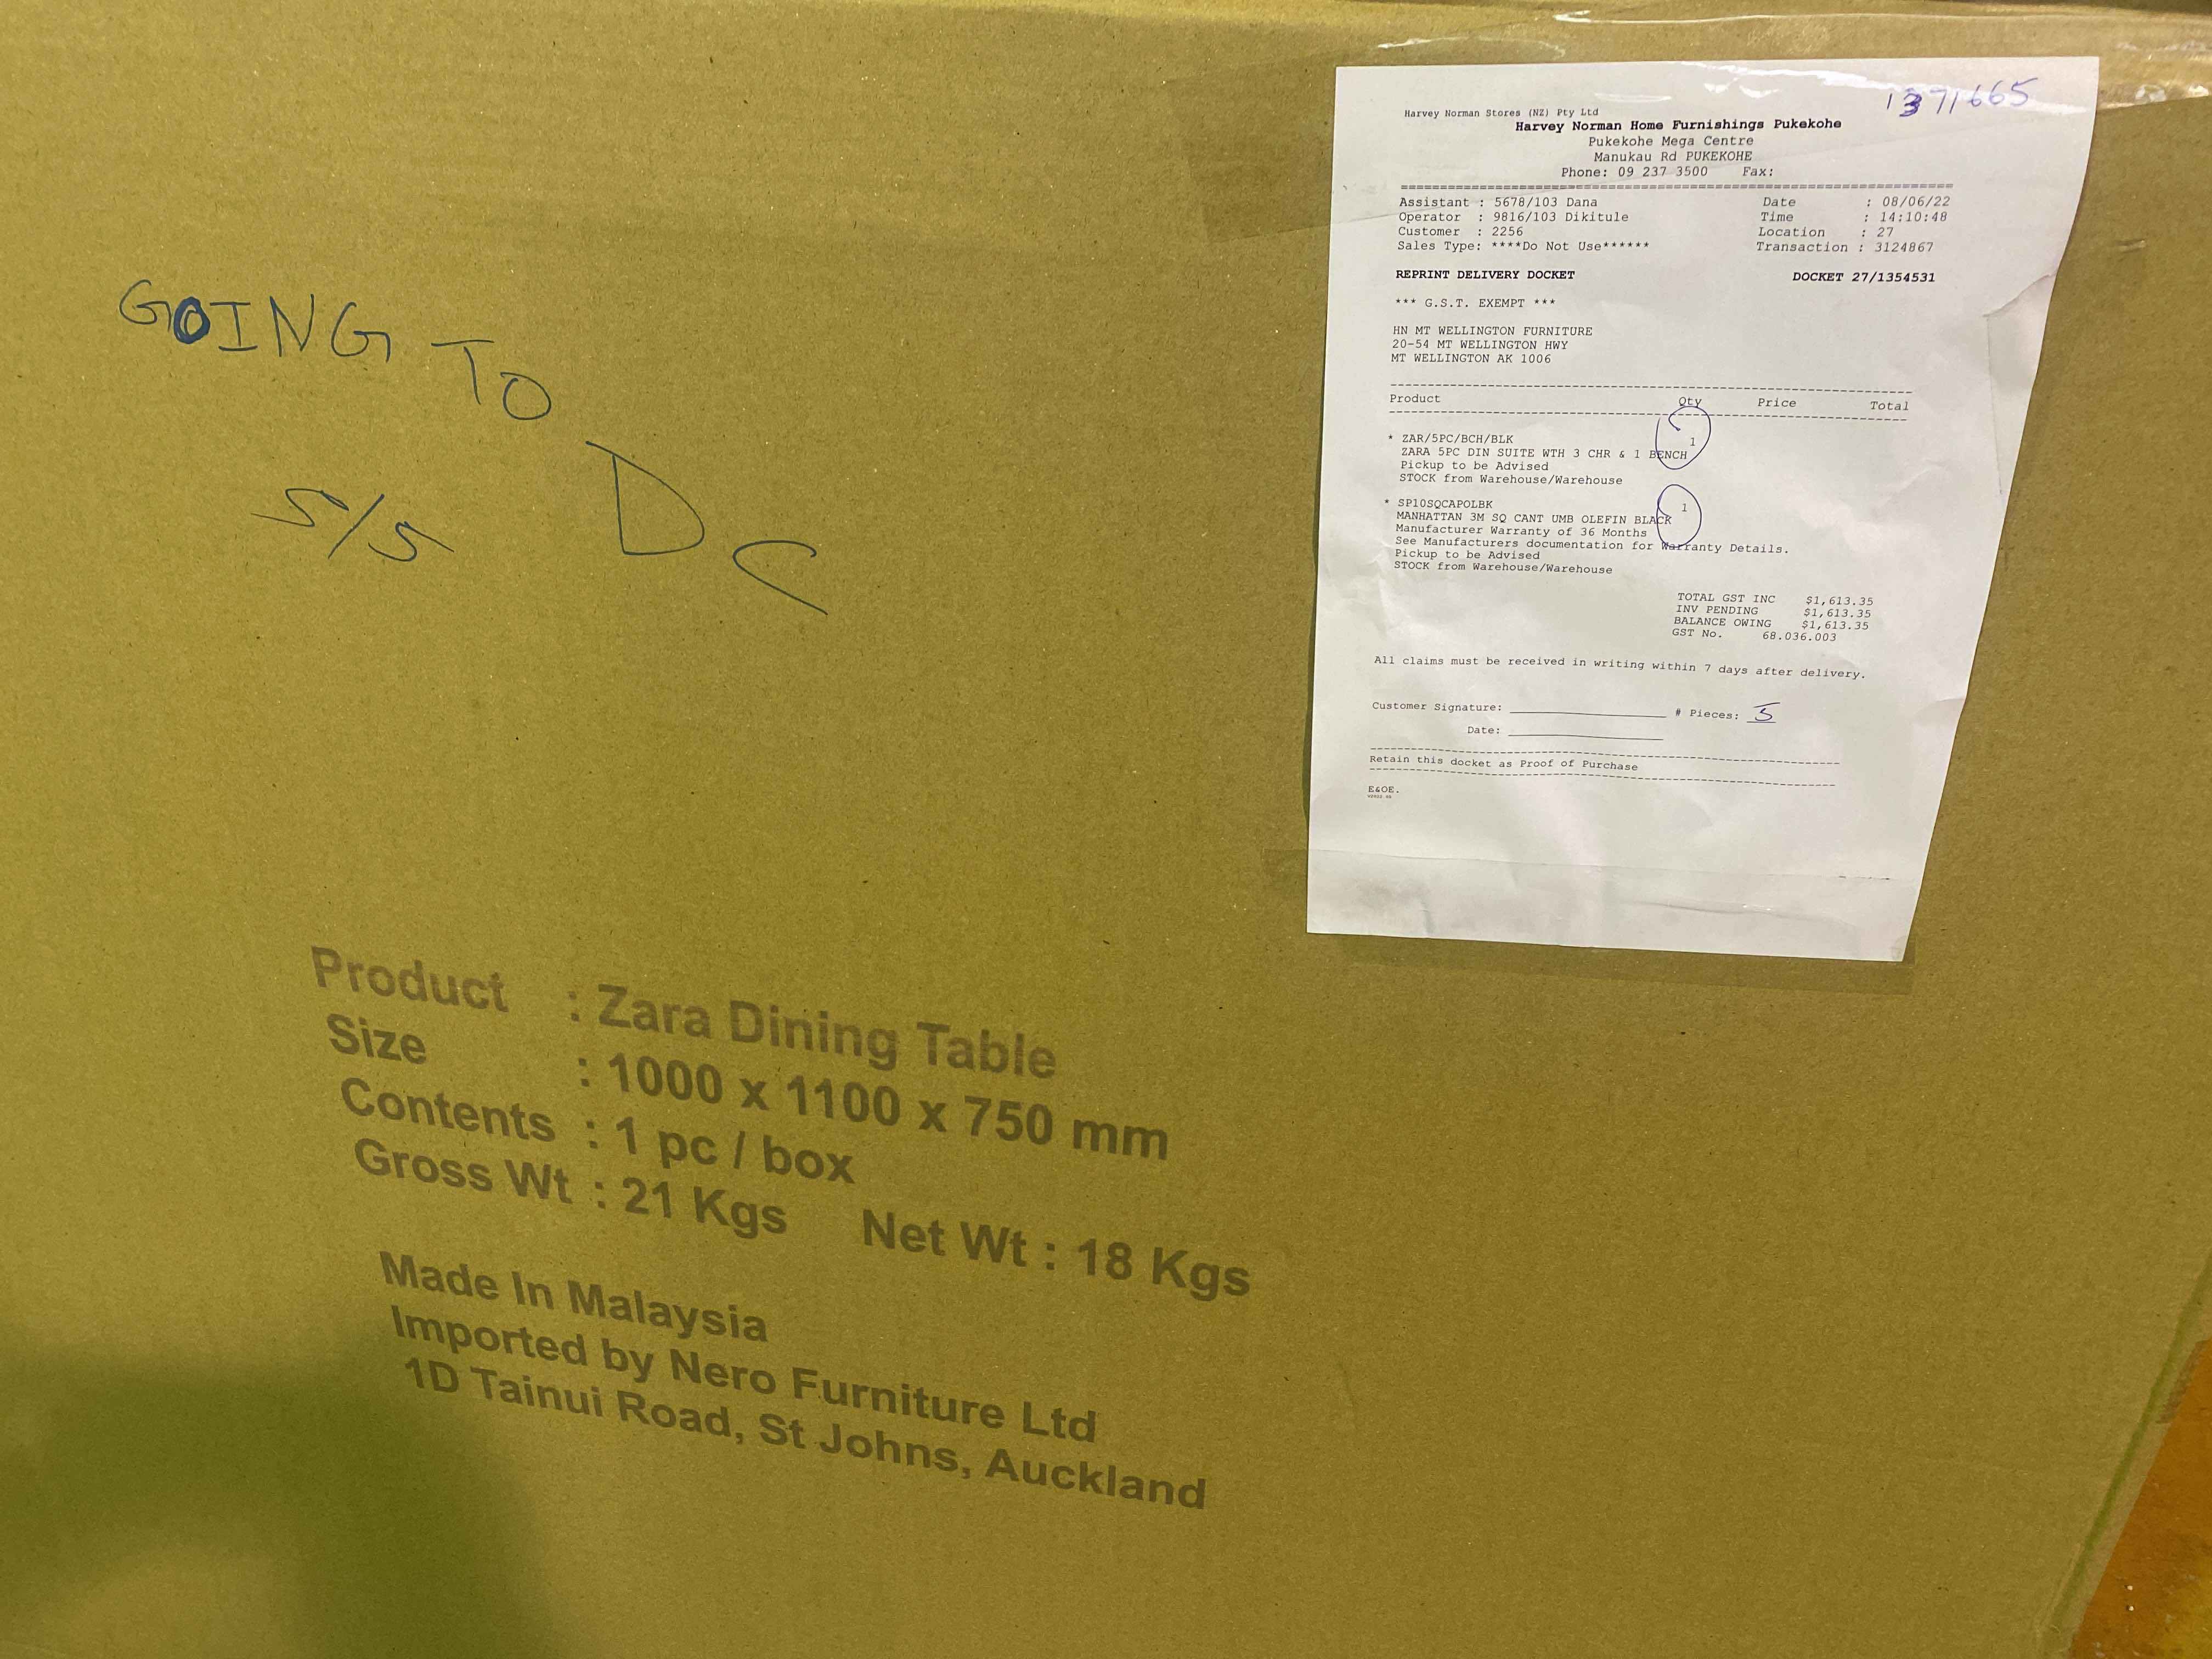 GOING TO
DC
5/5
1371665
Harvey Norman Stores (NZ) Pty Ltd
Harvey Norman Home Furnishings Pukekohe
Pukekohe Mega Centre
Manukau Rd PUKEKOHE
Phone: 09 237 3500 Fax:
Assistant : 5678/103 Dana Date : 08/06/22
Operator : 9816/103 Dikitule Time : 14:10:48
Customer : 2256 Location : 27
Sales Type: ****Do Not Use****** Transaction : 3124867
REPRINT DELIVERY DOCKET DOCKET 27/1354531
*** G.S.T. EXEMPT ***
HN MT WELLINGTON FURNITURE
20-54 MT WELLINGTON HWY
MT WELLINGTON AK 1006
Product Qty Price Total
* ZAR/5PC/BCH/BLK 1
ZARA 5PC DIN SUITE WTH 3 CHR & 1 BENCH
Pickup to be Advised
STOCK from Warehouse/Warehouse
* SP10SQCAPOLBK 1
MANHATTAN 3M SQ CANT UMB OLEFIN BLACK
Manufacturer Warranty of 36 Months
See Manufacturers documentation for Warranty Details.
Pickup to be Advised
STOCK from Warehouse/Warehouse
TOTAL GST INC $1,613.35
INV PENDING $1,613.35
BALANCE OWING $1,613.35
GST No. 68.036.003
All claims must be received in writing within 7 days after delivery.
Customer Signature: # Pieces: 5
Date:
Retain this docket as Proof of Purchase
E&OE.
Product : Zara Dining Table
Size : 1000 x 1100 x 750 mm
Contents : 1 pc / box
Gross Wt : 21 Kgs Net Wt : 18 Kgs
Made In Malaysia
Imported by Nero Furniture Ltd
1D Tainui Road, St Johns, Auckland